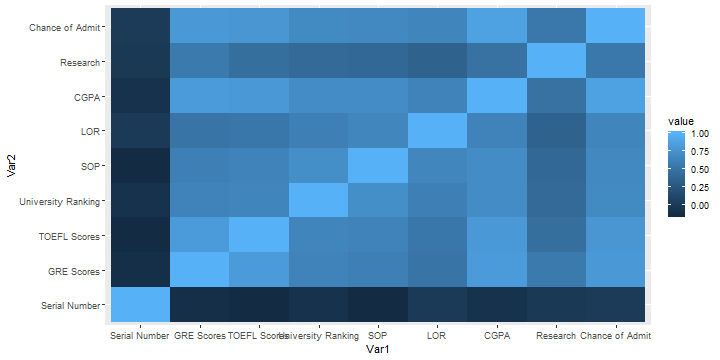 Chance of Admit
Research
CGPA
LOR
SOP
University Ranking
TOEFL Scores
GRE Scores
Serial Number
Var2
Serial Number GRE Scores TOEFL Scores University Ranking SOP LOR CGPA Research Chance of Admit
Var1
value
1.00
0.75
0.50
0.25
0.00